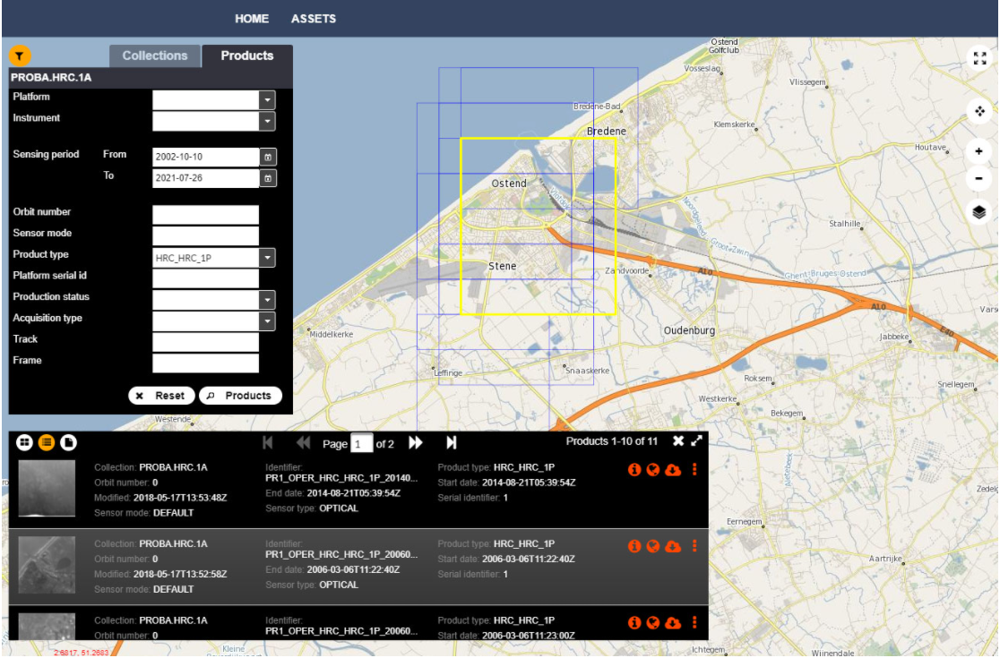 HOME ASSETS
Collections Products
PROBA.HRC.1A
Platform
Instrument
Sensing period From 2002-10-10
To 2021-07-26
Orbit number
Sensor mode
Product type HRC_HRC_1P
Platform serial id
Production status
Acquisition type
Track
Frame
Reset Products
Ostend
Golfclub
Vosseslag
Vlissegem
Bredene-Bad
Klemskerke
Bredene
Houtave
Ostend
Stalhille
Stene
Zandvoorde
A10
Ghent-Bruges-Ostend
A10
Oudenburg
E40
Jabbeke
Middelkerke
Leffinge
Snaaskerke
Roksem
Snellegem
Westkerke
Bekegem
Westende
Page 1 of 2
Products 1-10 of 11
Collection: PROBA.HRC.1A
Orbit number: 0
Modified: 2018-05-17T13:53:48Z
Sensor mode: DEFAULT
Identifier:
PR1_OPER_HRC_HRC_1P_20140...
End date: 2014-08-21T05:39:54Z
Sensor type: OPTICAL
Product type: HRC_HRC_1P
Start date: 2014-08-21T05:39:54Z
Serial identifier: 1
Collection: PROBA.HRC.1A
Orbit number: 0
Modified: 2018-05-17T13:52:58Z
Sensor mode: DEFAULT
Identifier:
PR1_OPER_HRC_HRC_1P_20060...
End date: 2006-03-06T11:22:40Z
Sensor type: OPTICAL
Product type: HRC_HRC_1P
Start date: 2006-03-06T11:22:40Z
Serial identifier: 1
Collection: PROBA.HRC.1A
Orbit number: 0
Identifier:
PR1_OPER_HRC_HRC_1P_20060...
Product type: HRC_HRC_1P
Start date: 2006-03-06T11:23:00Z
Eernegem
Aartrijke
Ichtegem
Wijnendale
Kleine
2.6817, 51.2683